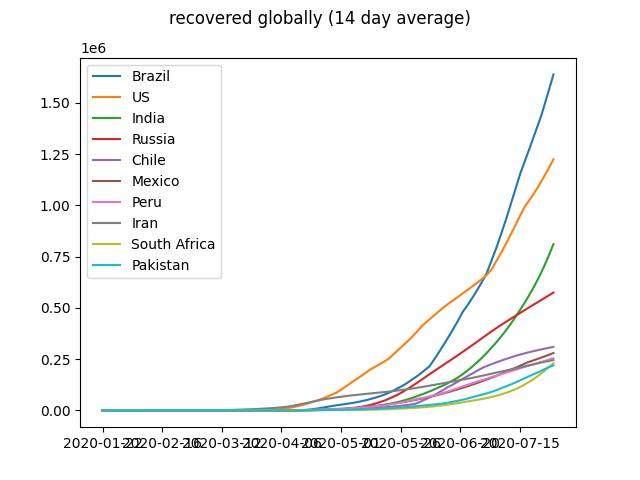 recovered globally (14 day average)
1e6
Brazil
US
India
Russia
Chile
Mexico
Peru
Iran
South Africa
Pakistan
1.50
1.25
1.00
0.75
0.50
0.25
0.00
2020-01-22 2020-02-16 2020-03-12 2020-04-06 2020-05-01 2020-05-26 2020-06-20 2020-07-15